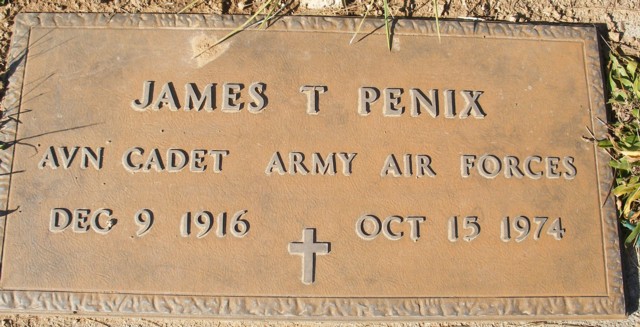 JAMES T PENIX
AVN CADET ARMY AIR FORCES
DEC 9 1916 OCT 15 1974